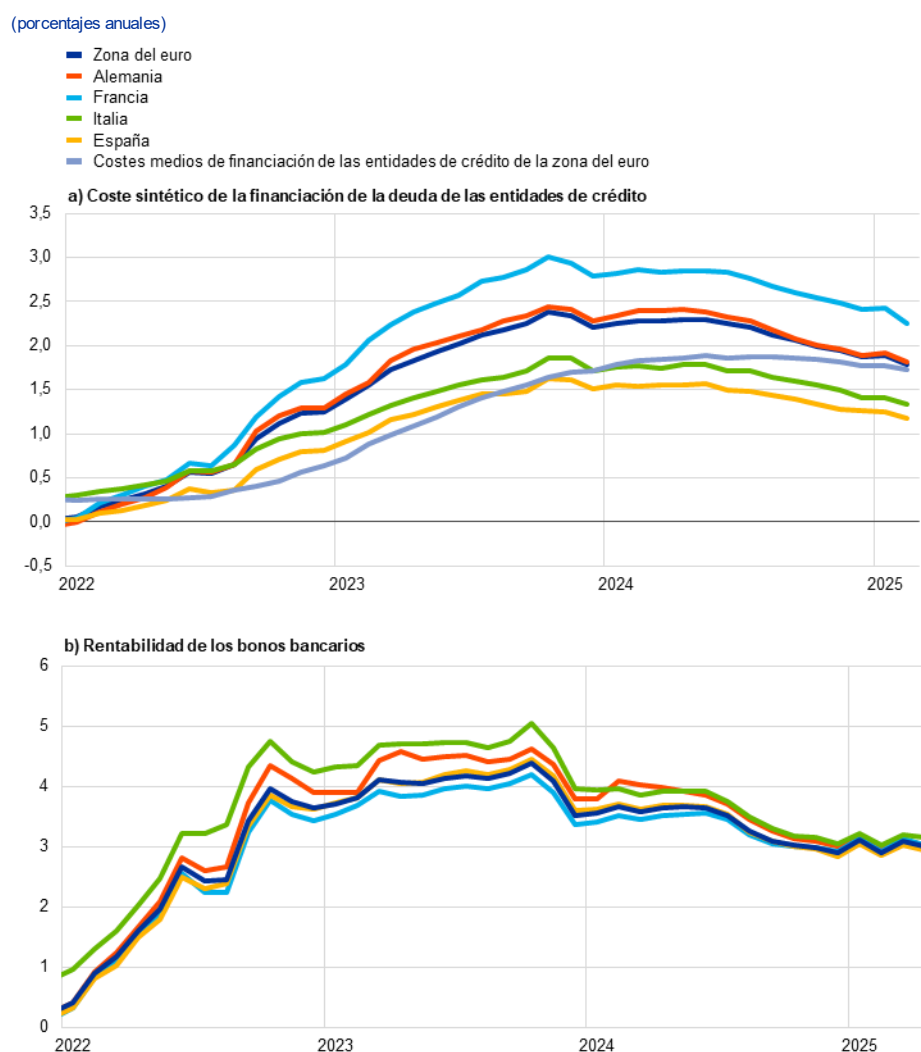 (porcentajes anuales)
Zona del euro
Alemania
Francia
Italia
España
Costes medios de financiación de las entidades de crédito de la zona del euro
a) Coste sintético de la financiación de la deuda de las entidades de crédito
3,5
3,0
2,5
2,0
1,5
1,0
0,5
0,0
-0,5
2022 2023 2024 2025
b) Rentabilidad de los bonos bancarios
6
5
4
3
2
1
0
2022 2023 2024 2025